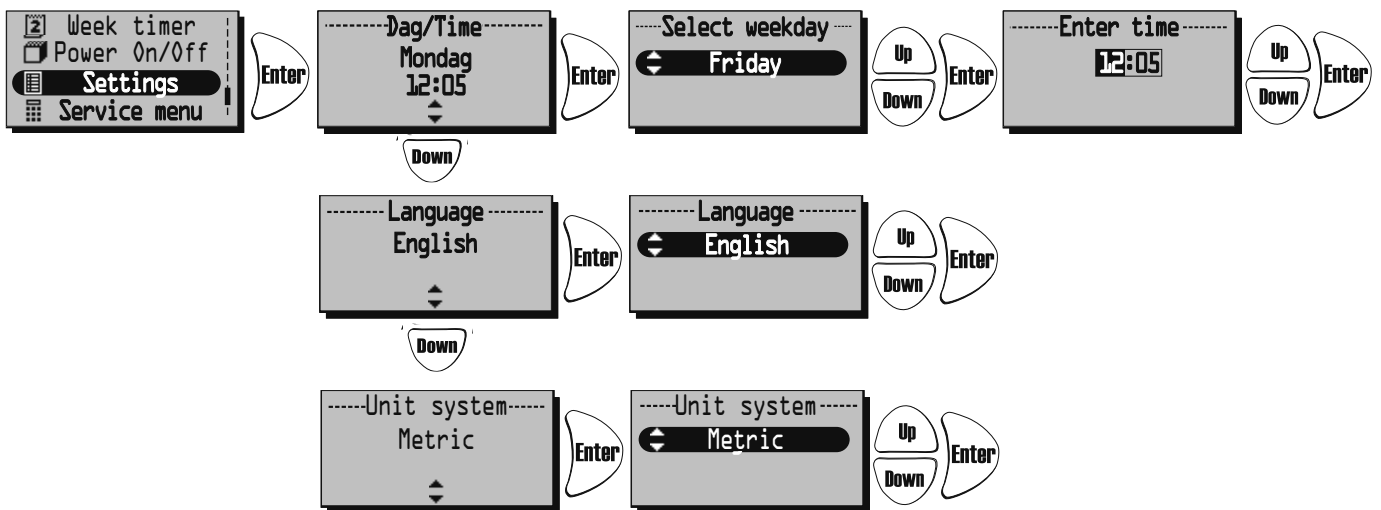 Week timer
Power On/Off
Settings
Service menu
Enter
Dag/Time
Mondag
12:05
Enter
Select weekday
Friday
Up
Down
Enter
Enter time
12:05
Up
Down
Enter
Down
Language
English
Enter
Language
English
Up
Down
Enter
Down
Unit system
Metric
Enter
Unit system
Metric
Up
Down
Enter